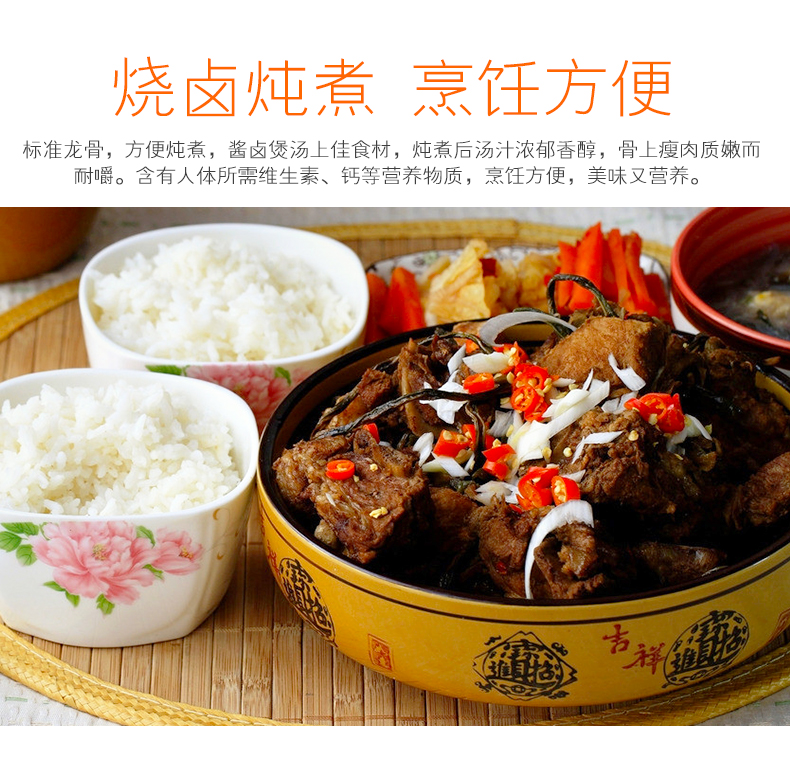 烧卤炖煮 烹饪方便
标准龙骨，方便炖煮，酱卤煲汤上佳食材，炖煮后汤汁浓郁香醇，骨上瘦肉质嫩而
耐嚼。含有人体所需维生素、钙等营养物质，烹饪方便，美味又营养。
吉祥